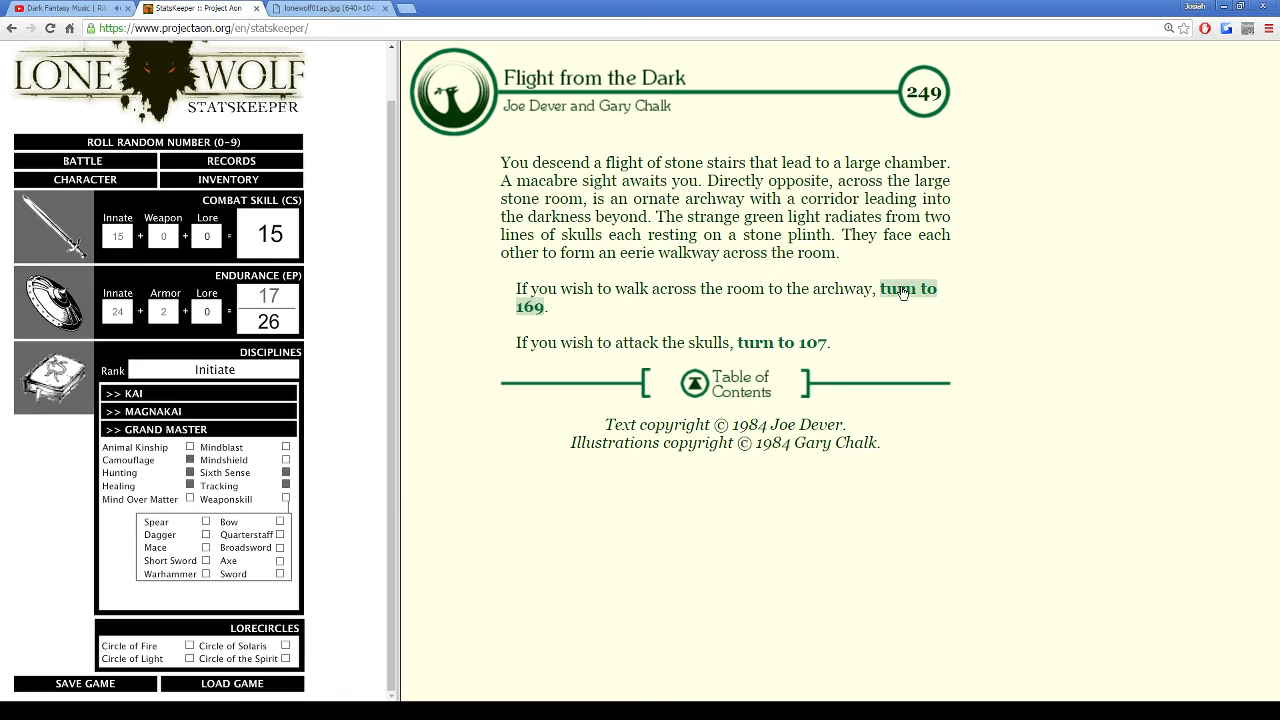 Dark Fantasy Music | Ril
StatsKeeper :: Project Aon
lonewolf01ap.jpg (640×104
Josiah
https://www.projectaon.org/en/statskeeper/
LONE WOLF
STATSKEEPER
ROLL RANDOM NUMBER (0-9)
BATTLE RECORDS
CHARACTER INVENTORY
COMBAT SKILL (CS)
Innate Weapon Lore
15 + 0 + 0 = 15
ENDURANCE (EP)
Innate Armor Lore 17
24 + 2 + 0 = 26
DISCIPLINES
Rank Initiate
>> KAI
>> MAGNAKAI
>> GRAND MASTER
Animal Kinship Mindblast
Camouflage Mindshield
Hunting Sixth Sense
Healing Tracking
Mind Over Matter Weaponskill
Spear Bow
Dagger Quarterstaff
Mace Broadsword
Short Sword Axe
Warhammer Sword
LORECIRCLES
Circle of Fire Circle of Solaris
Circle of Light Circle of the Spirit
SAVE GAME LOAD GAME
Flight from the Dark 249
Joe Dever and Gary Chalk
You descend a flight of stone stairs that lead to a large chamber.
A macabre sight awaits you. Directly opposite, across the large
stone room, is an ornate archway with a corridor leading into
the darkness beyond. The strange green light radiates from two
lines of skulls each resting on a stone plinth. They face each
other to form an eerie walkway across the room.
If you wish to walk across the room to the archway, turn to
169.
If you wish to attack the skulls, turn to 107.
Table of
Contents
Text copyright © 1984 Joe Dever.
Illustrations copyright © 1984 Gary Chalk.